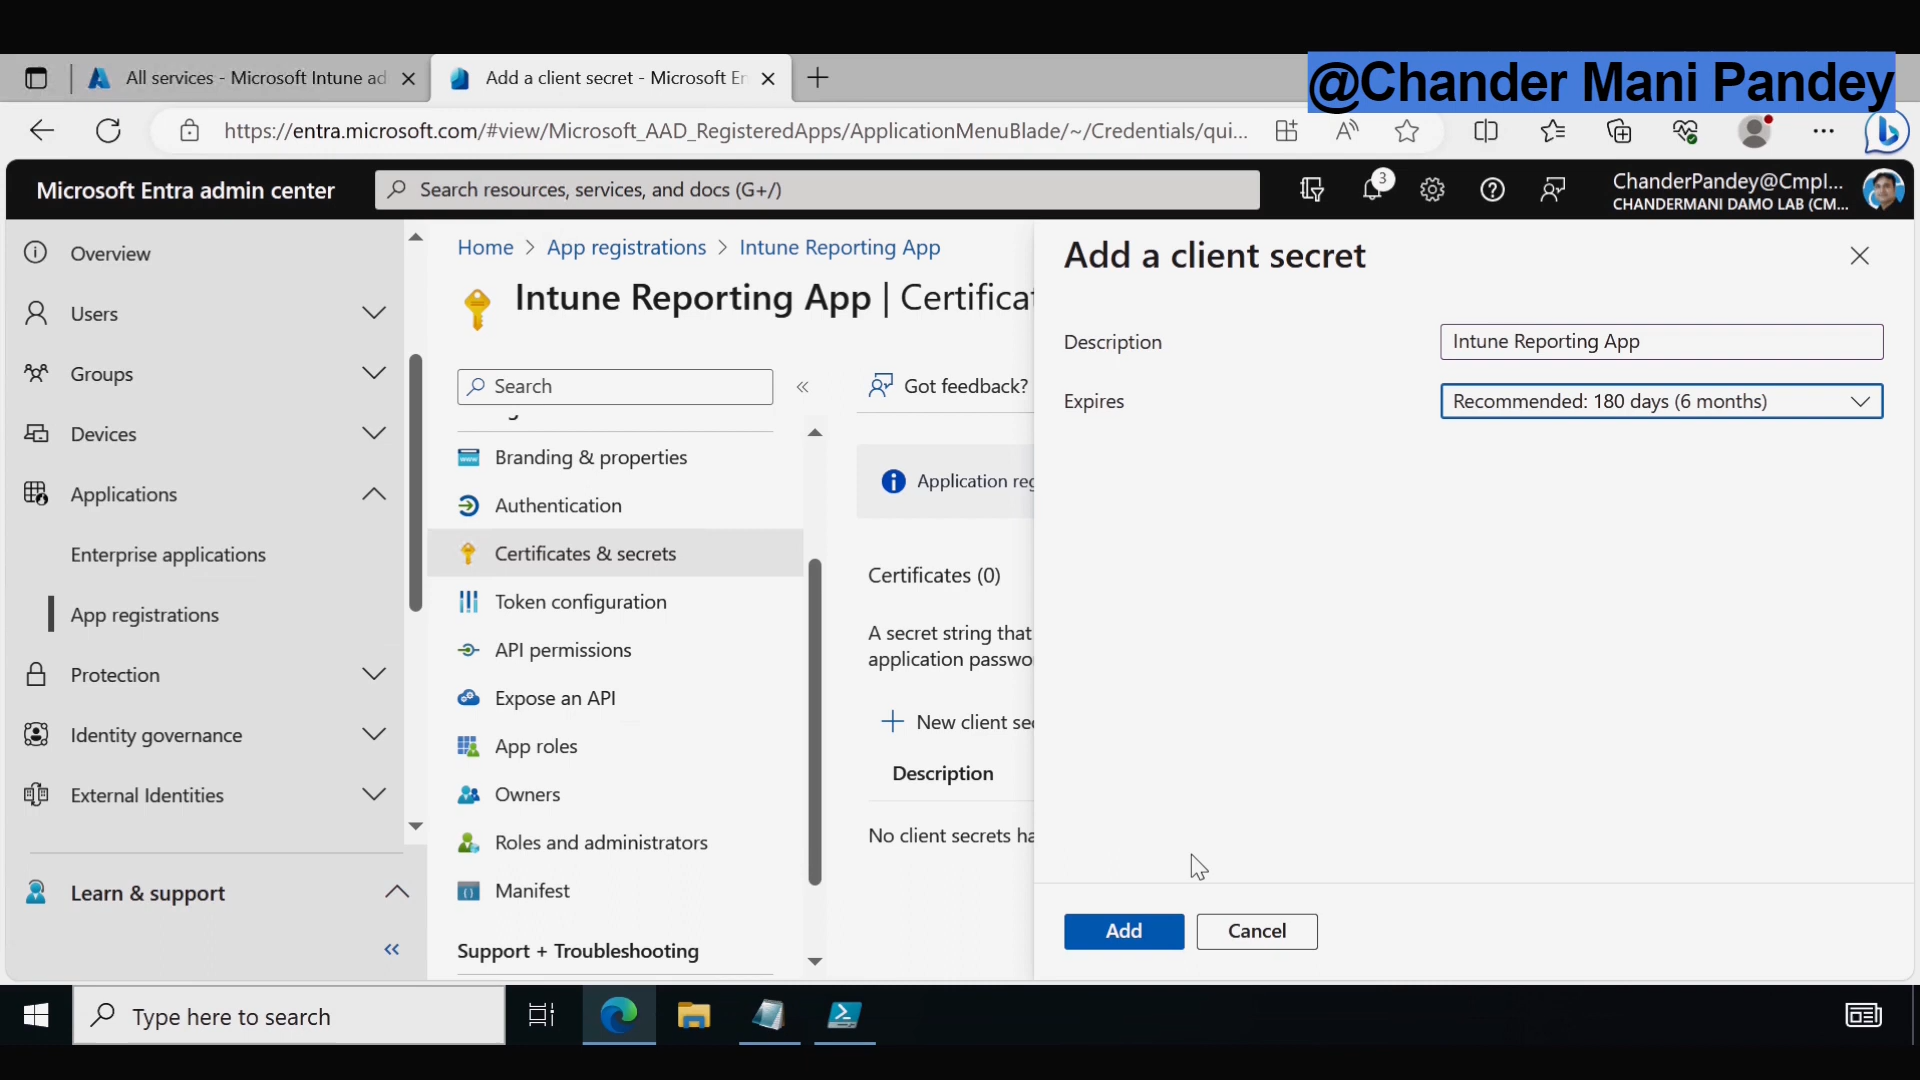 All services - Microsoft Intune ad
Add a client secret - Microsoft En
@Chander Mani Pandey
https://entra.microsoft.com/#view/Microsoft_AAD_RegisteredApps/ApplicationMenuBlade/~/Credentials/qui...
Microsoft Entra admin center
Search resources, services, and docs (G+/)
3
ChanderPandey@Cmpl...
CHANDERMANI DAMO LAB (CM...
Overview
Users
Groups
Devices
Applications
Enterprise applications
App registrations
Protection
Identity governance
External Identities
Learn & support
Home > App registrations > Intune Reporting App
Intune Reporting App | Certificat
Search
Branding & properties
Authentication
Certificates & secrets
Token configuration
API permissions
Expose an API
App roles
Owners
Roles and administrators
Manifest
Support + Troubleshooting
Got feedback?
Application reg
Certificates (0)
A secret string that
application passwo
New client sec
Description
No client secrets ha
Add a client secret
Description
Intune Reporting App
Expires
Recommended: 180 days (6 months)
Add
Cancel
Type here to search